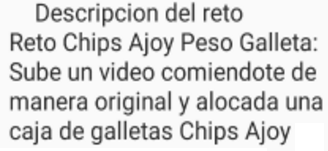 Descripcion del reto
Reto Chips Ajoy Peso Galleta:
Sube un video comiendote de
manera original y alocada una
caja de galletas Chips Ajoy